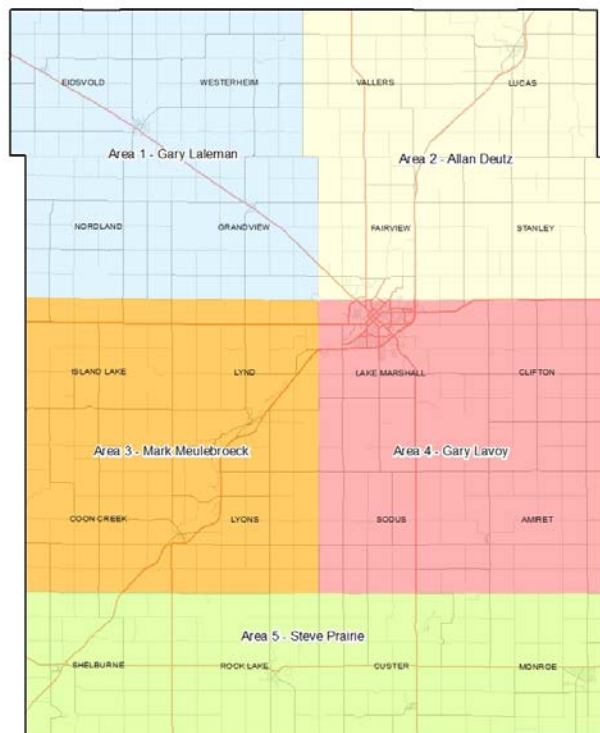 EIDSVOLD WESTERHEIM VALLERS LUCAS
Area 1 - Gary Laleman Area 2 - Allan Deutz
NORDLAND GRANDVIEW FAIRVIEW STANLEY
ISLAND LAKE LYND LAKE MARSHALL CLIFTON
Area 3 - Mark Meulebroeck Area 4 - Gary Lavoy
COON CREEK LYONS SODUS AMIRET
Area 5 - Steve Prairie
SHELBURNE ROCK LAKE CUSTER MONROE